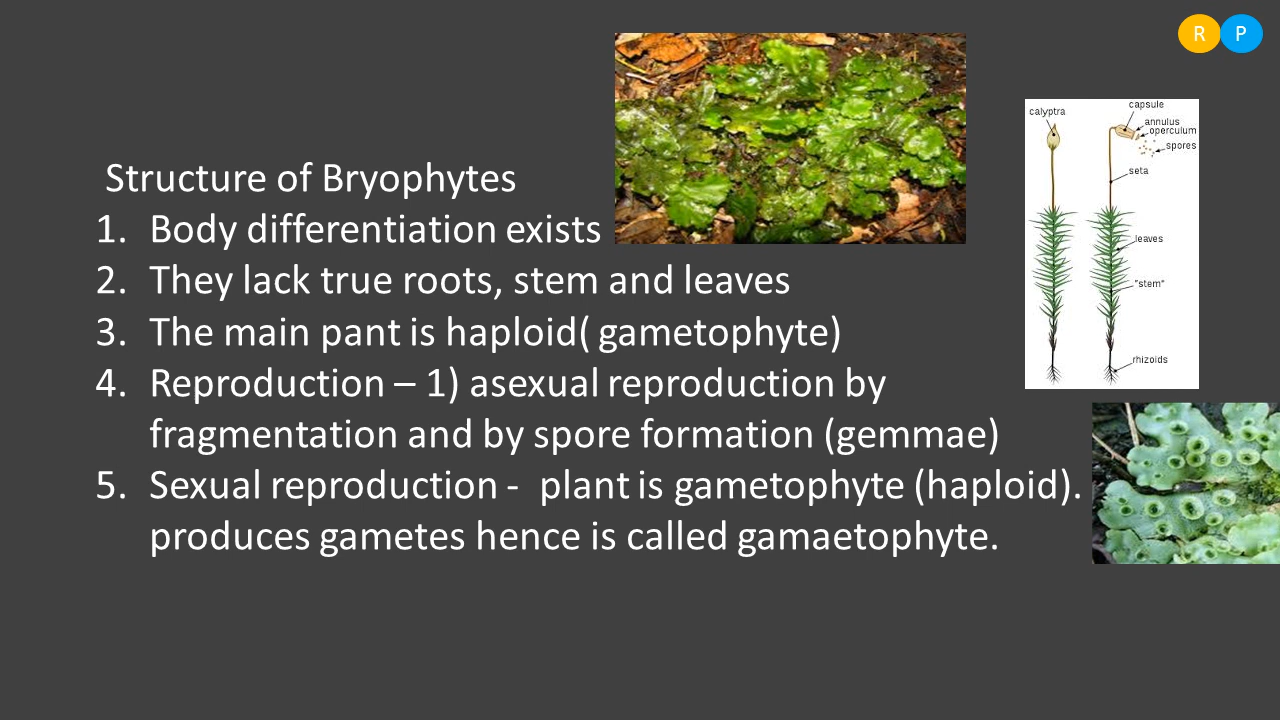 R P
Structure of Bryophytes
1. Body differentiation exists
2. They lack true roots, stem and leaves
3. The main pant is haploid( gametophyte)
4. Reproduction – 1) asexual reproduction by
fragmentation and by spore formation (gemmae)
5. Sexual reproduction - plant is gametophyte (haploid).
produces gametes hence is called gamaetophyte.
calyptra
capsule
annulus
operculum
spores
seta
leaves
"stem"
rhizoids